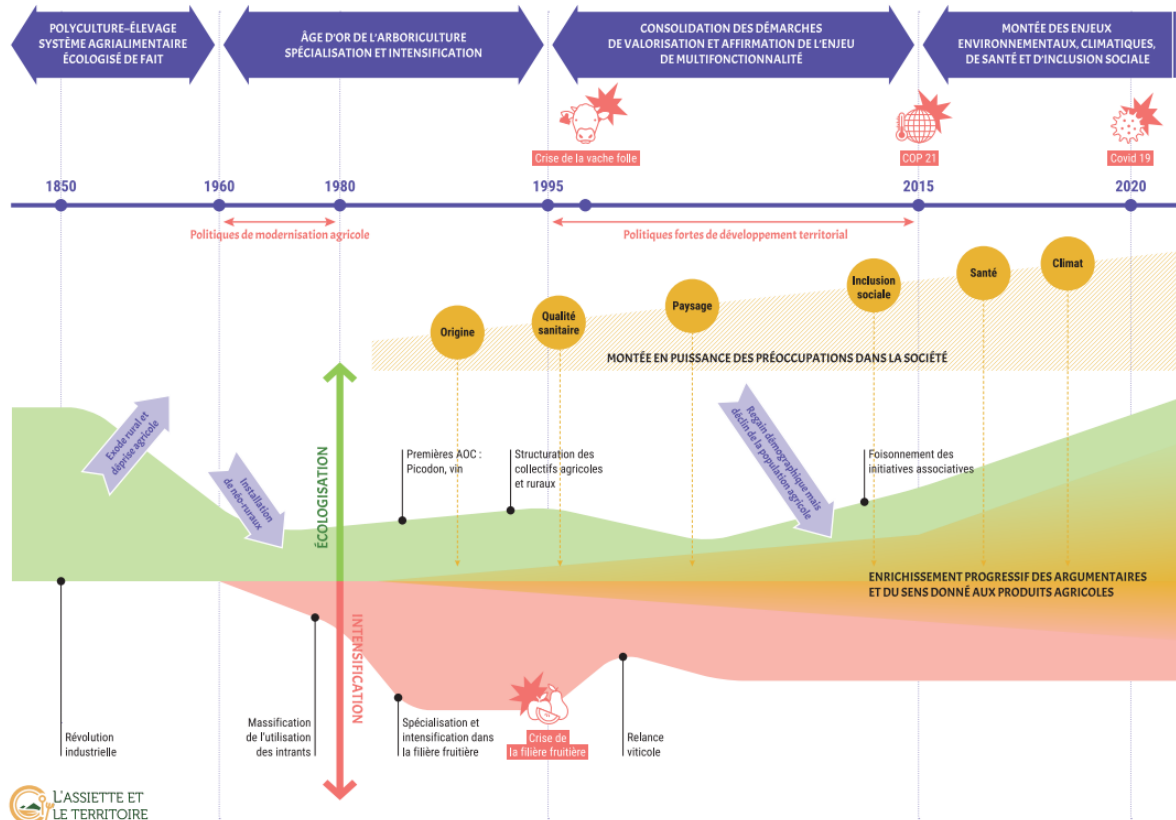 POLYCULTURE-ÉLEVAGE
SYSTÈME AGRIALIMENTAIRE
ÉCOLOGISÉ DE FAIT
ÂGE D'OR DE L'ARBORICULTURE
SPÉCIALISATION ET INTENSIFICATION
CONSOLIDATION DES DÉMARCHES
DE VALORISATION ET AFFIRMATION DE L'ENJEU
DE MULTIFONCTIONNALITÉ
MONTÉE DES ENJEUX
ENVIRONNEMENTAUX, CLIMATIQUES,
DE SANTÉ ET D'INCLUSION SOCIALE
Crise de la vache folle
COP 21
Covid 19
1850
1960
1980
1995
2015
2020
Politiques de modernisation agricole
Politiques fortes de développement territorial
Origine
Qualité
sanitaire
Paysage
Inclusion
sociale
Santé
Climat
MONTÉE EN PUISSANCE DES PRÉOCCUPATIONS DANS LA SOCIÉTÉ
Exode rural et
déprise agricole
Installation
de néo-ruraux
ÉCOLOGISATION
Premières AOC :
Picodon, vin
Structuration des
collectifs agricoles
et ruraux
Regain démographique mais
déclin de la population agricole
Foisonnement des
initiatives associatives
ENRICHISSEMENT PROGRESSIF DES ARGUMENTAIRES
ET DU SENS DONNÉ AUX PRODUITS AGRICOLES
INTENSIFICATION
Révolution
industrielle
Massification
de l'utilisation
des intrants
Spécialisation et
intensification dans
la filière fruitière
Crise de
la filière fruitière
Relance
viticole
L'ASSIETTE ET
LE TERRITOIRE